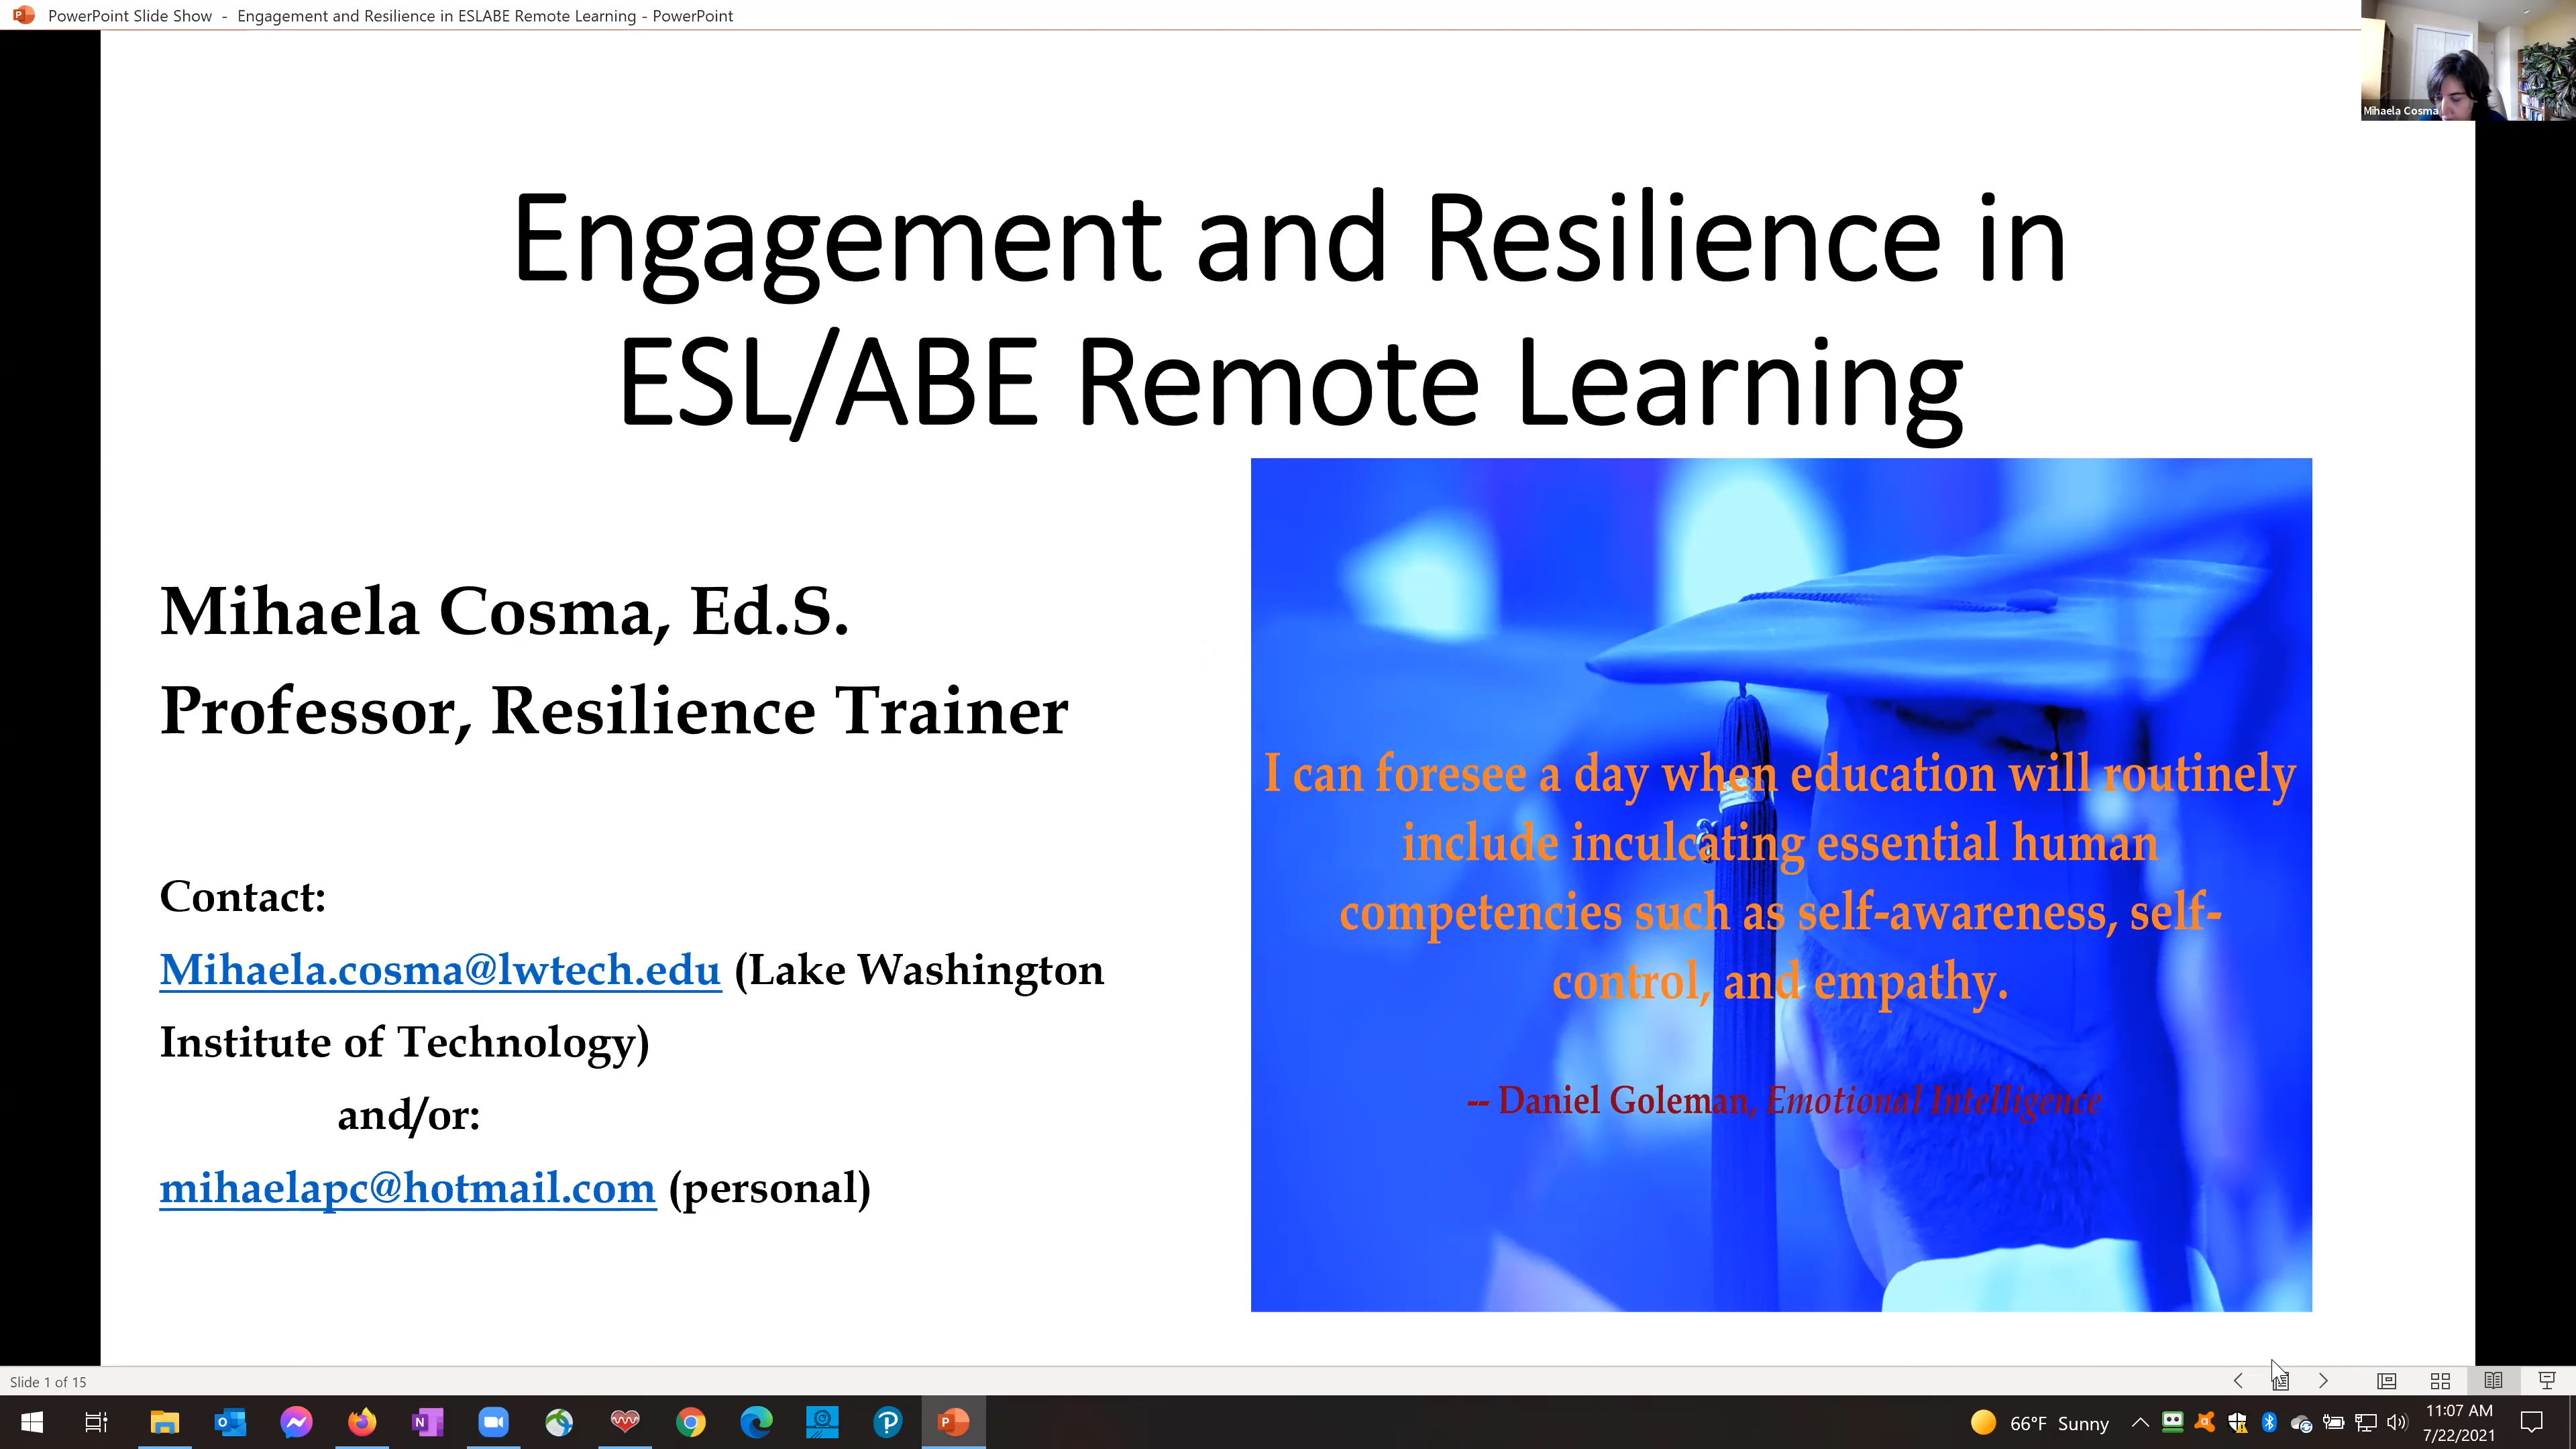 PowerPoint Slide Show - Engagement and Resilience in ESLABE Remote Learning - PowerPoint
Mihaela Cosma
Engagement and Resilience in
ESL/ABE Remote Learning
Mihaela Cosma, Ed.S.
Professor, Resilience Trainer
Contact:
Mihaela.cosma@lwtech.edu (Lake Washington
Institute of Technology)
and/or:
mihaelapc@hotmail.com (personal)
I can foresee a day when education will routinely
include inculcating essential human
competencies such as self-awareness, self-
control, and empathy.
-- Daniel Goleman, Emotional Intelligence
Slide 1 of 15
66°F Sunny
11:07 AM
7/22/2021